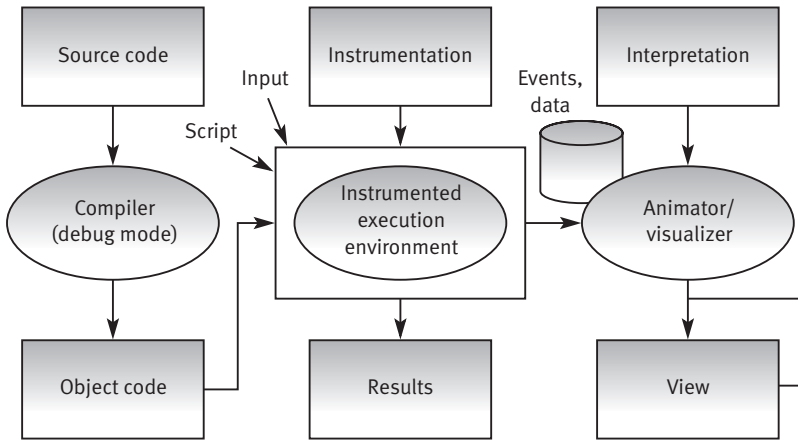 Source code
Instrumentation
Interpretation
Input
Events,
data
Script
Compiler
(debug mode)
Instrumented
execution
environment
Animator/
visualizer
Object code
Results
View